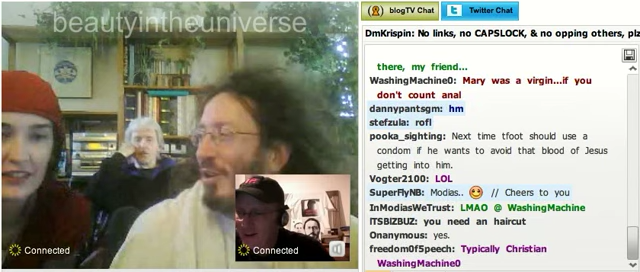 beautyintheuniverse
Connected
Connected
blogTV Chat
Twitter Chat
DmKrispin: No links, no CAPSLOCK, & no opping others, plz
there, my friend...
WashingMachine0: Mary was a virgin...if you
don't count anal
dannypantsgm: hm
stefzula: rofl
pooka_sighting: Next time tfoot should use a
condom if he wants to avoid that blood of Jesus
getting into him.
Vogter2100: LOL
SuperFlyNB: Modias.. // Cheers to you
InModiasWeTrust: LMAO @ WashingMachine
ITSBIZBUZ: you need an haircut
Onanymous: yes.
freedom0f5peech: Typically Christian
WashingMachine0